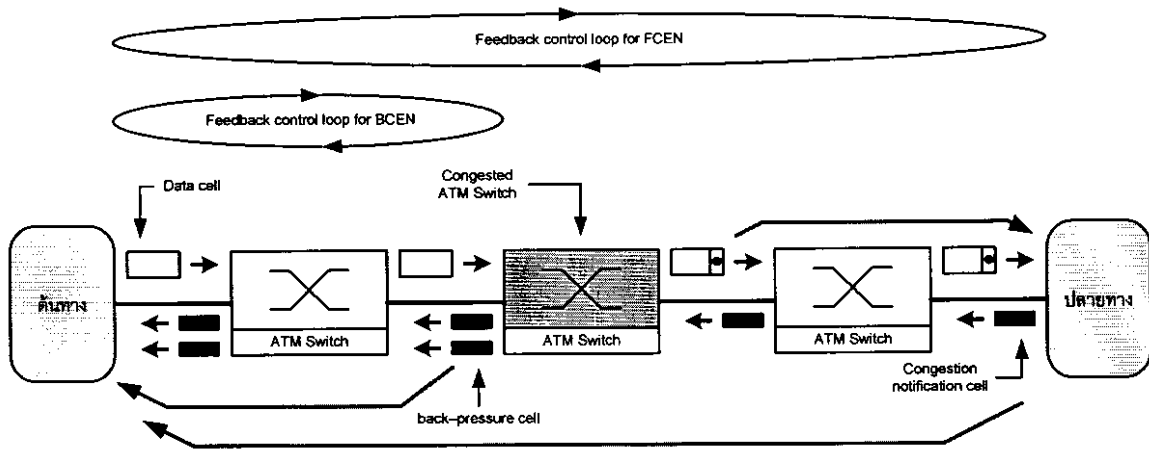 Feedback control loop for FCEN
Feedback control loop for BCEN
Data cell
Congested
ATM Switch
ต้นทาง
ปลายทาง
ATM Switch
ATM Switch
ATM Switch
Congestion
notification cell
back-pressure cell